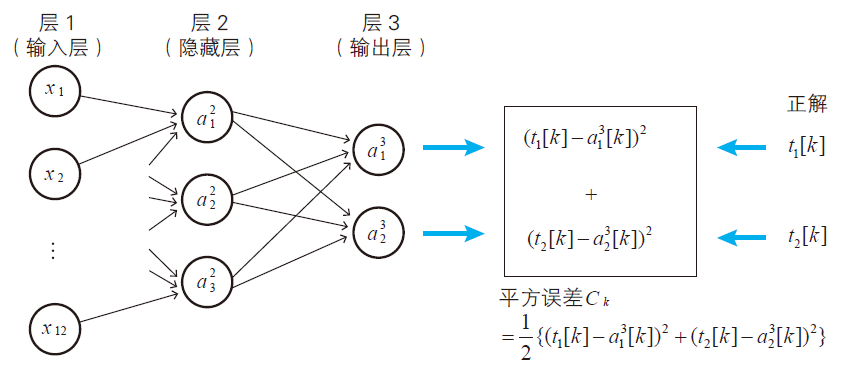 层1 层2 层3
（输入层） （隐藏层） （输出层）
x₁ a₁² a₁³ (t₁[k]−a₁³[k])² 正解 t₁[k]
x₂ a₂² +
⋮ a₂³ (t₂[k]−a₂³[k])² t₂[k]
x₁₂ a₃²
平方误差Cₖ
=1/2{(t₁[k]−a₁³[k])²+(t₂[k]−a₂³[k])²}